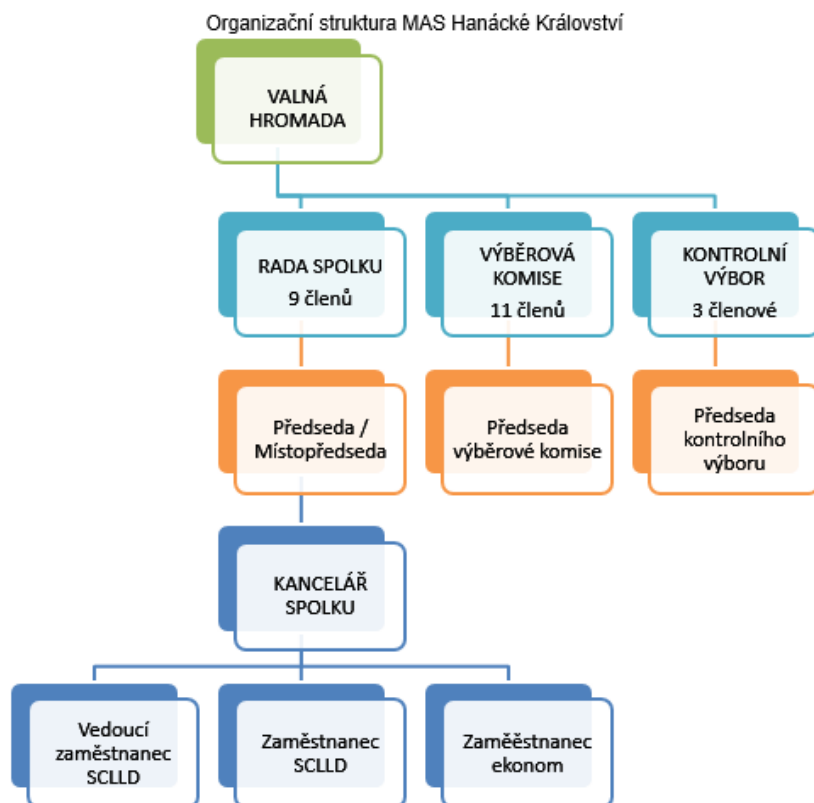 Organizační struktura MAS Hanácké Království
VALNÁ
HROMADA
RADA SPOLKU
9 členů
VÝBĚROVÁ
KOMISE
11 členů
KONTROLNÍ
VÝBOR
3 členové
Předseda /
Místopředseda
Předseda
výběrové komise
Předseda
kontrolního
výboru
KANCELÁŘ
SPOLKU
Vedoucí
zaměstnanec
SCLLD
Zaměstnanec
SCLLD
Zaměěstnanec
ekonom